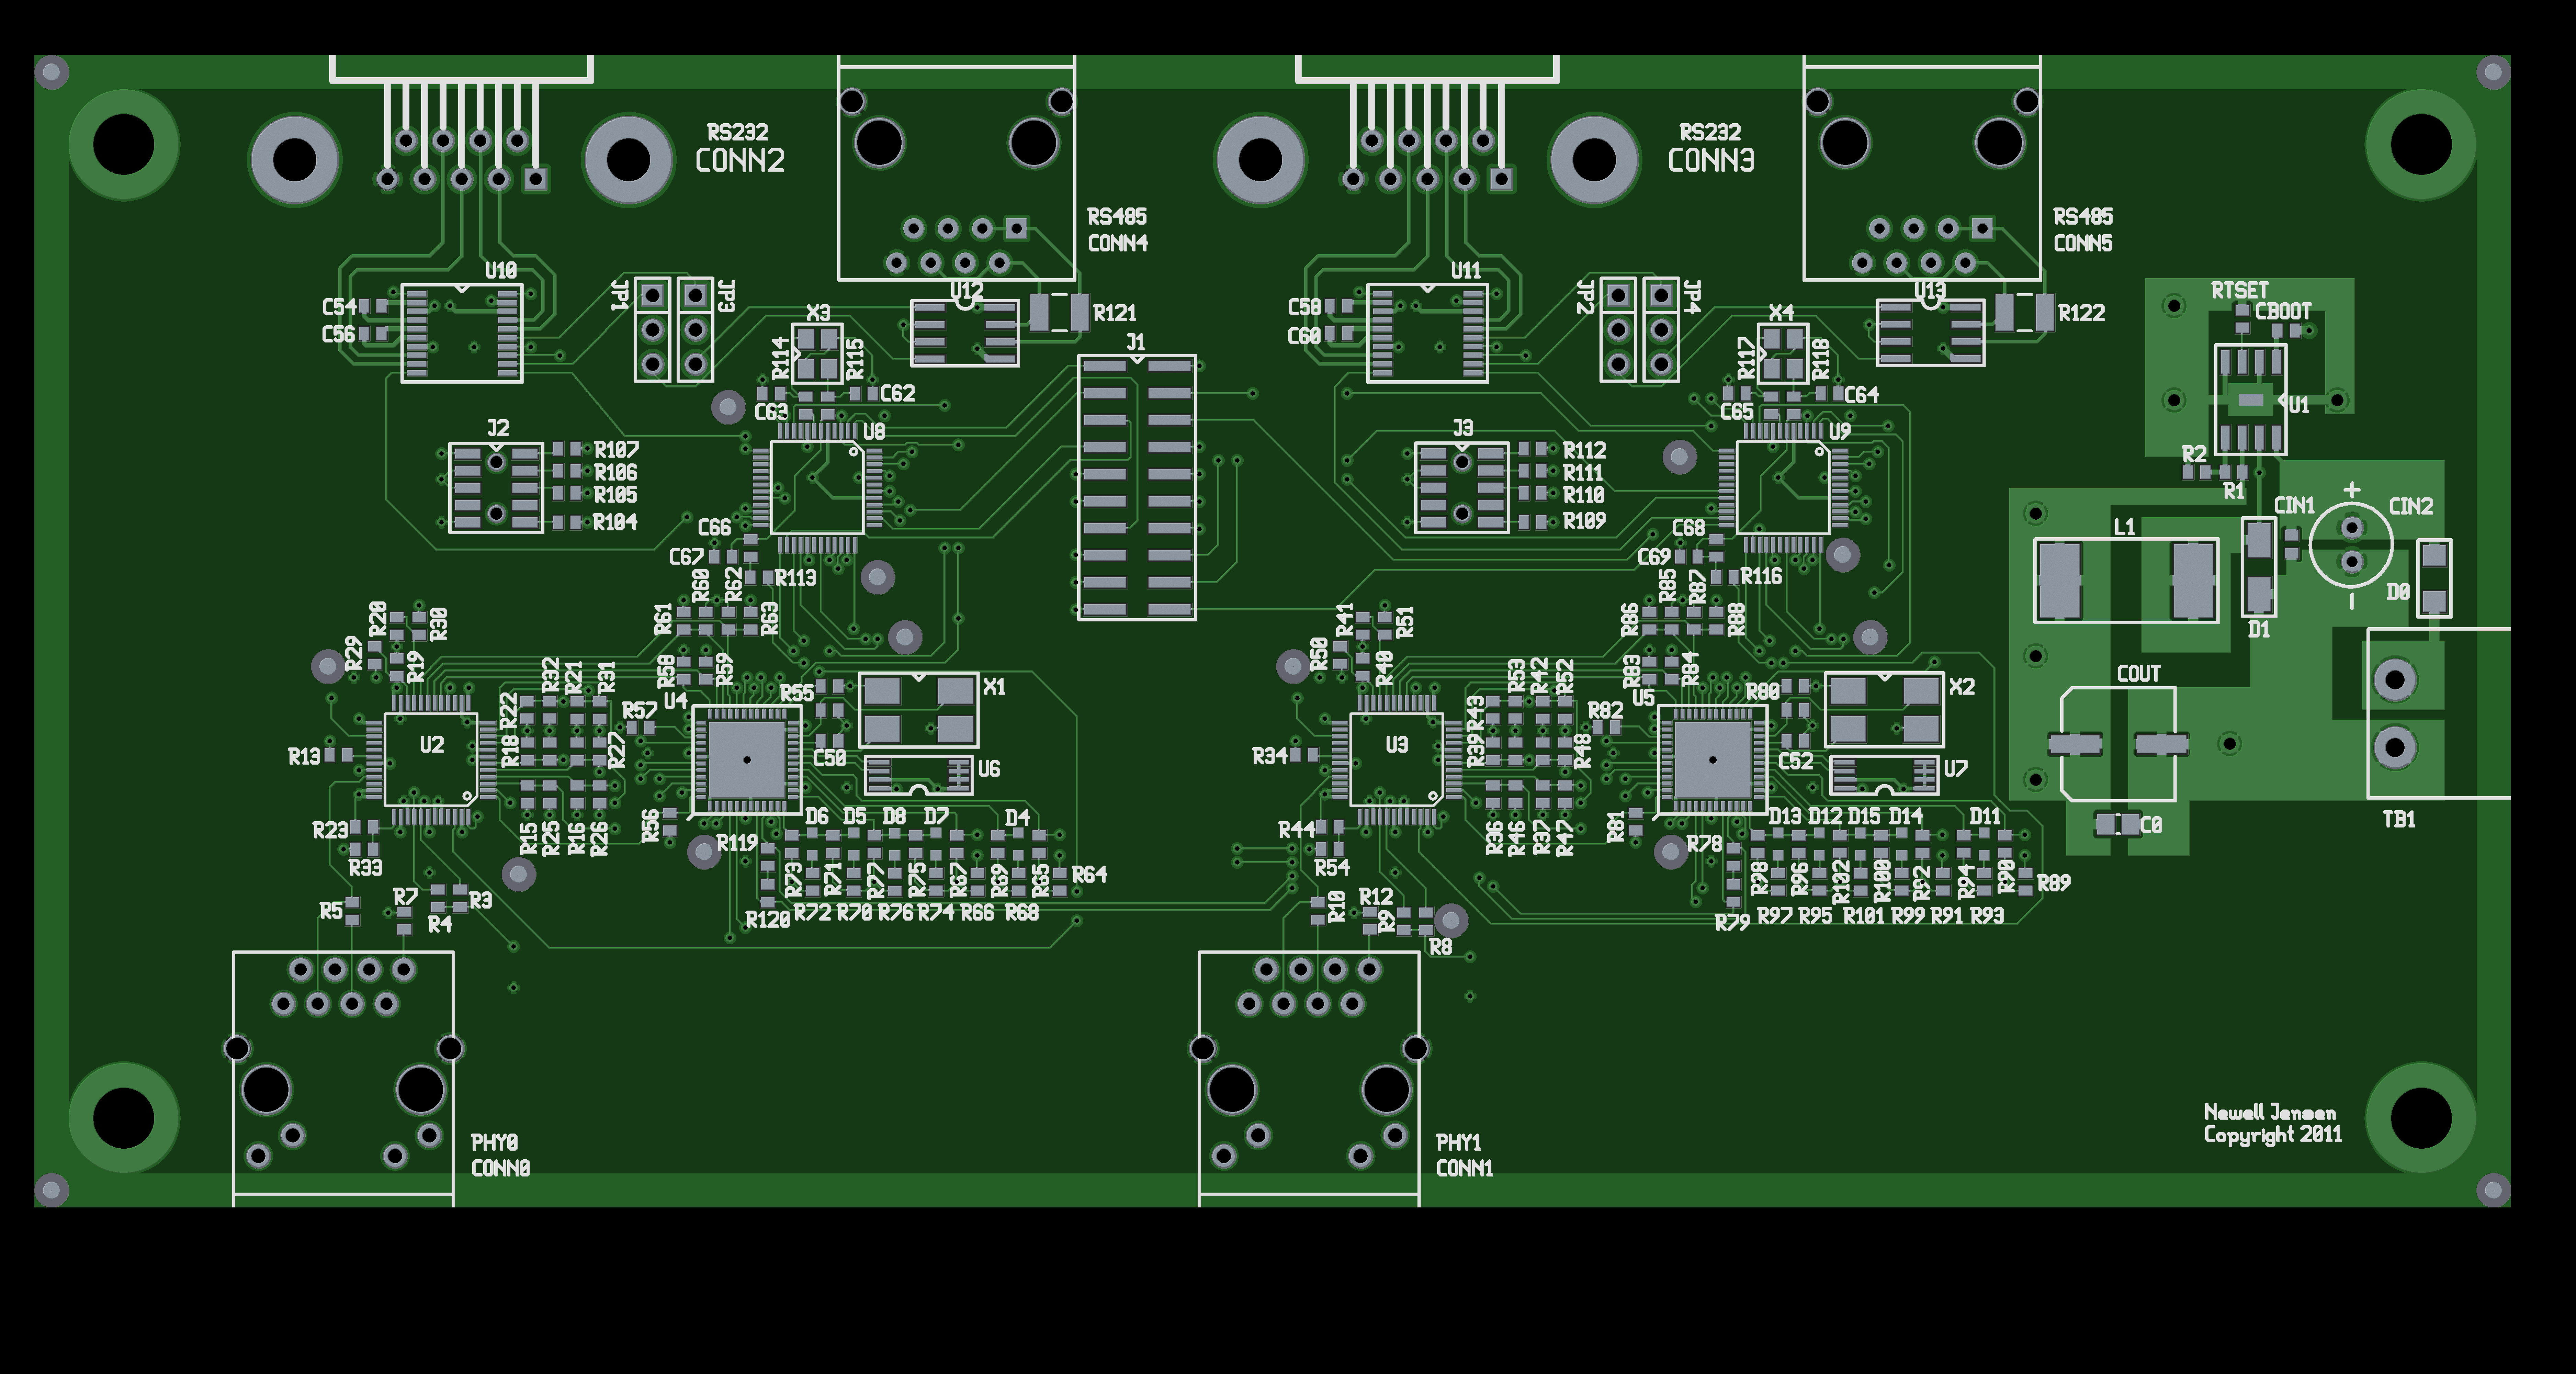 RS232
CONN2
RS232
CONN3
RS485
CONN4
RS485
CONN5
U10
U11
C54
C56
JP1
JP3
U12
X3
R121
R114
R115
J1
C58
C60
JP2
JP4
U13
X4
R122
R117
R118
RTSET
CBOOT
U1
C63
C62
U8
C65
C64
U9
J2
R107
R106
R105
R104
J3
R112
R111
R110
R109
R2
R1
CIN1
+
CIN2
-
L1
D1
D0
C66
C67
R60
R62
R113
C68
C69
R85
R87
R116
R20
R30
R29
R19
R61
R63
R58
R59
R41
R51
R50
R40
R86
R88
R83
R84
R32
R21
R31
R22
R18
R27
R57
U4
R55
X1
C50
U6
U2
R13
R53
R42
R52
R43
R39
R48
R82
U5
R80
X2
C52
U7
U3
R34
COUT
C0
TB1
R23
R33
R15
R25
R16
R26
R56
R119
D6
D5
D8
D7
D4
R44
R54
R36
R46
R37
R47
R81
R78
D13
D12
D15
D14
D11
R73
R71
R77
R75
R67
R69
R65
R64
R98
R96
R102
R100
R92
R94
R90
R89
R5
R7
R4
R3
R120
R72
R70
R76
R74
R66
R68
R10
R12
R9
R8
R79
R97
R95
R101
R99
R91
R93
PHY0
CONN0
PHY1
CONN1
Newell Jensen
Copyright 2011